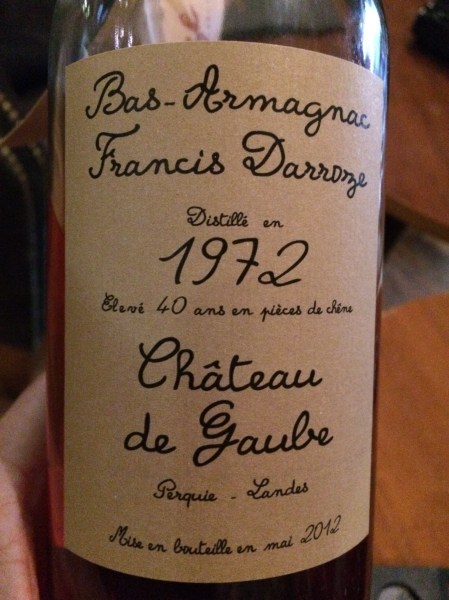 Bas-Armagnac
Francis Darroze
Distillé en
1972
Elevé 40 ans en pièces de chêne
Château
de Gaube
Perquie - Landes
Mise en bouteille en mai 2012